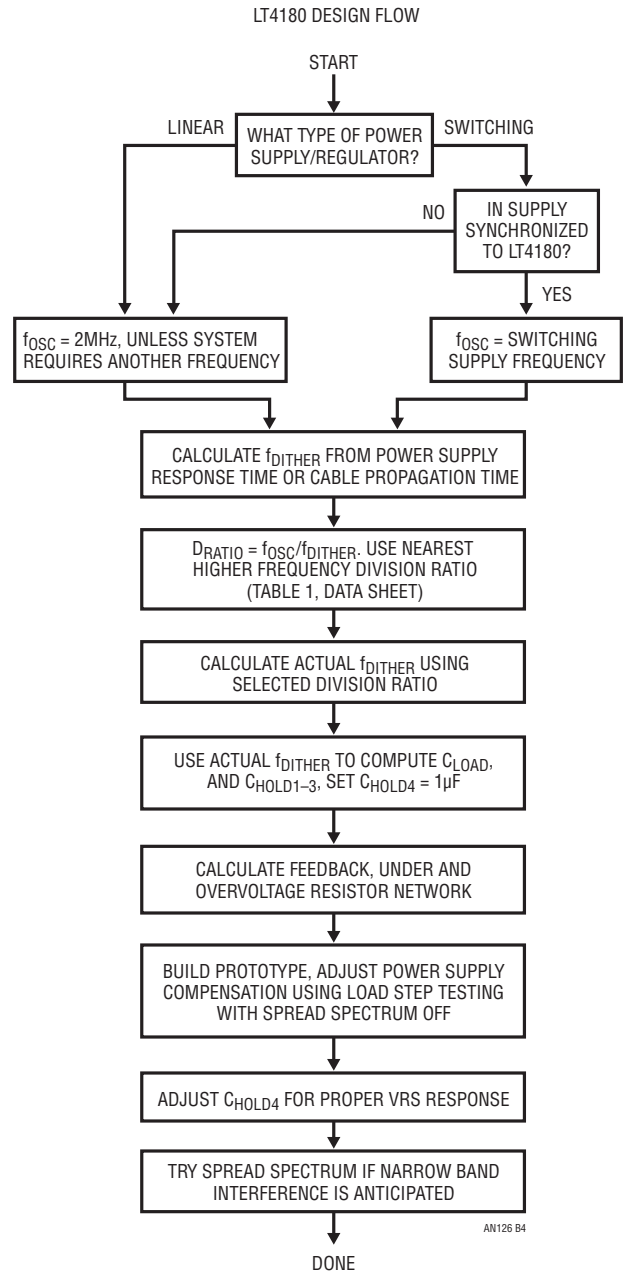 LT4180 DESIGN FLOW
START
LINEAR
WHAT TYPE OF POWER
SUPPLY/REGULATOR?
SWITCHING
NO
IN SUPPLY
SYNCHRONIZED
TO LT4180?
YES
fOSC = 2MHz, UNLESS SYSTEM
REQUIRES ANOTHER FREQUENCY
fOSC = SWITCHING
SUPPLY FREQUENCY
CALCULATE fDITHER FROM POWER SUPPLY
RESPONSE TIME OR CABLE PROPAGATION TIME
DRATIO = fOSC/fDITHER. USE NEAREST
HIGHER FREQUENCY DIVISION RATIO
(TABLE 1, DATA SHEET)
CALCULATE ACTUAL fDITHER USING
SELECTED DIVISION RATIO
USE ACTUAL fDITHER TO COMPUTE CLOAD,
AND CHOLD1–3, SET CHOLD4 = 1µF
CALCULATE FEEDBACK, UNDER AND
OVERVOLTAGE RESISTOR NETWORK
BUILD PROTOTYPE, ADJUST POWER SUPPLY
COMPENSATION USING LOAD STEP TESTING
WITH SPREAD SPECTRUM OFF
ADJUST CHOLD4 FOR PROPER VRS RESPONSE
TRY SPREAD SPECTRUM IF NARROW BAND
INTERFERENCE IS ANTICIPATED
AN126 B4
DONE